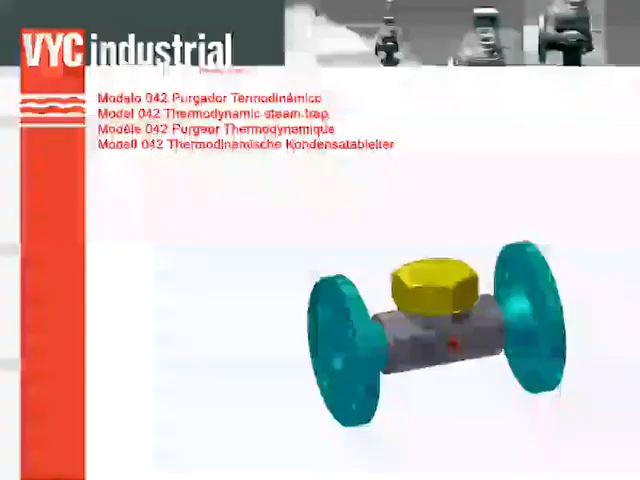 VYC industrial
Modelo 042 Purgador Termodinámico
Model 042 Thermodynamic steam trap
Modèle 042 Purgeur Thermodynamique
Modell 042 Thermodinamische Kondensatableiter